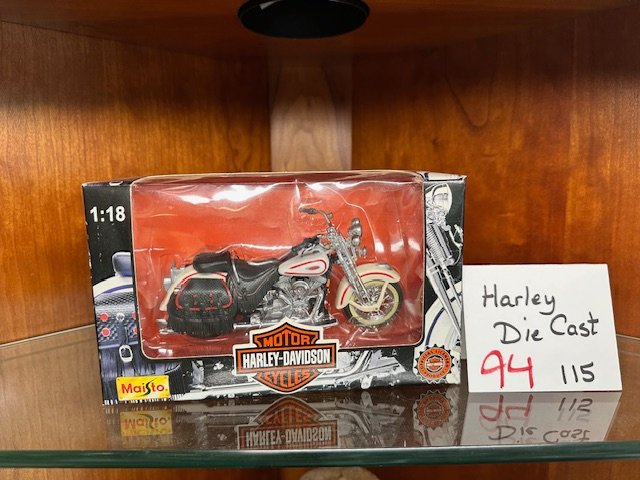 1:18
MOTOR
HARLEY-DAVIDSON
CYCLES
Maisto
Harley
Die Cast
94 115